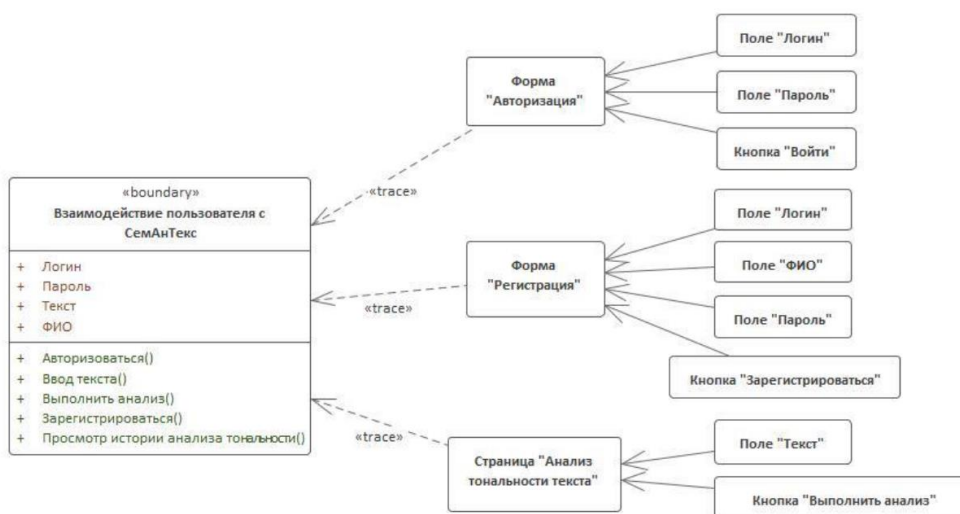 Поле "Логин"
Форма
"Авторизация"
Поле "Пароль"
Кнопка "Войти"
«trace»
«boundary»
Взаимодействие пользователя с
СемАнТекс
+ Логин
+ Пароль
+ Текст
+ ФИО
+ Авторизоваться()
+ Ввод текста()
+ Выполнить анализ()
+ Зарегистрироваться()
+ Просмотр истории анализа тональности()
Поле "Логин"
Форма
"Регистрация"
Поле "ФИО"
«trace»
Поле "Пароль"
Кнопка "Зарегистрироваться"
«trace»
Страница "Анализ
тональности текста"
Поле "Текст"
Кнопка "Выполнить анализ"